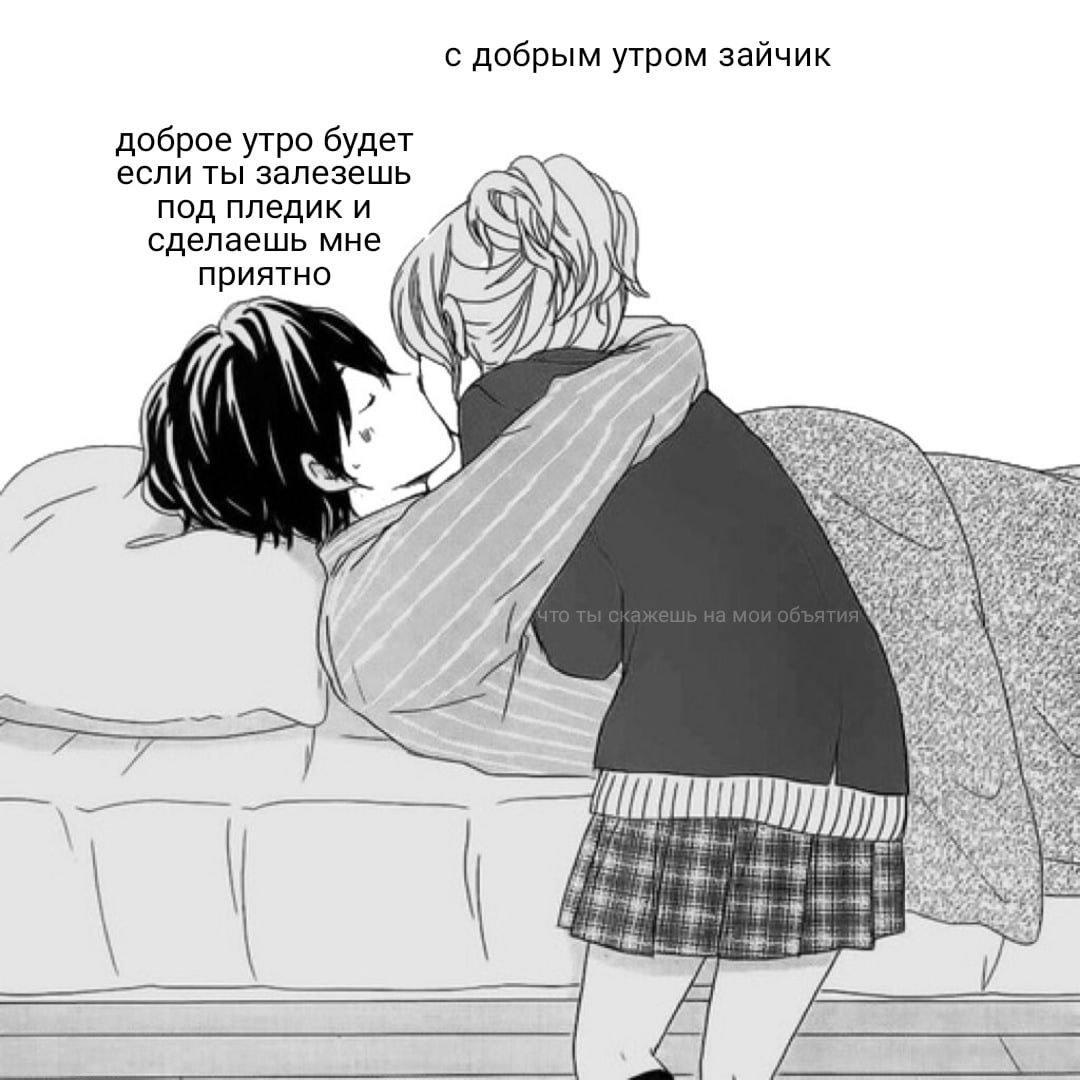 с добрым утром зайчик
доброе утро будет
если ты залезешь
под пледик и
сделаешь мне
приятно
что ты скажешь на мои объятия